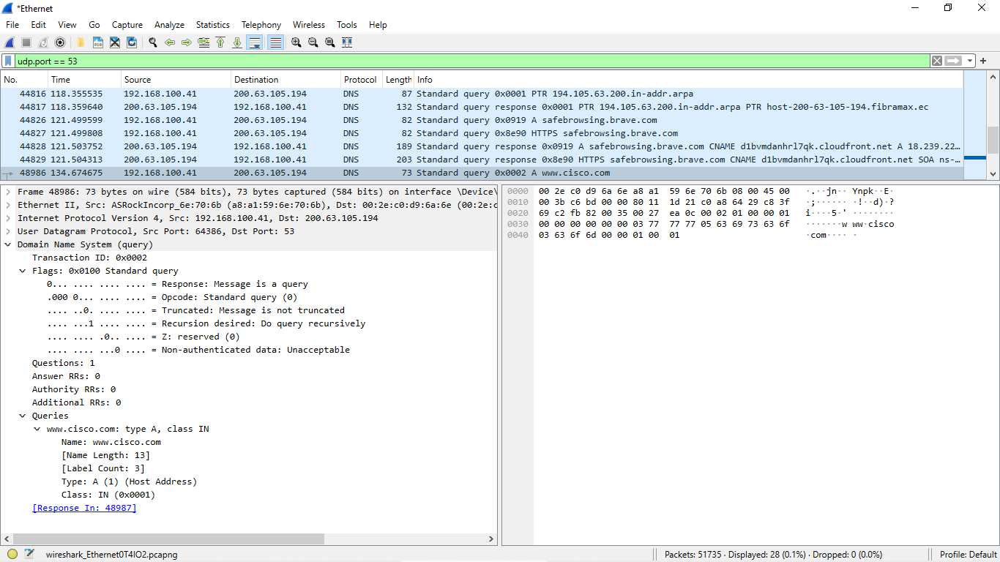 *Ethernet
File Edit View Go Capture Analyze Statistics Telephony Wireless Tools Help
udp.port == 53
No. Time Source Destination Protocol Length Info
44816 118.355535 192.168.100.41 200.63.105.194 DNS 87 Standard query 0x0001 PTR 194.105.63.200.in-addr.arpa
44817 118.359640 200.63.105.194 192.168.100.41 DNS 132 Standard query response 0x0001 PTR 194.105.63.200.in-addr.arpa PTR host-200-63-105-194.fibramax.ec
44826 121.499599 192.168.100.41 200.63.105.194 DNS 82 Standard query 0x0919 A safebrowsing.brave.com
44827 121.499808 192.168.100.41 200.63.105.194 DNS 82 Standard query 0x8e90 HTTPS safebrowsing.brave.com
44828 121.503752 200.63.105.194 192.168.100.41 DNS 189 Standard query response 0x0919 A safebrowsing.brave.com CNAME d1bvmdanhrl7qk.cloudfront.net A 18.239.22…
44829 121.504313 200.63.105.194 192.168.100.41 DNS 203 Standard query response 0x8e90 HTTPS safebrowsing.brave.com CNAME d1bvmdanhrl7qk.cloudfront.net SOA ns-…
48986 134.674675 192.168.100.41 200.63.105.194 DNS 73 Standard query 0x0002 A www.cisco.com
Frame 48986: 73 bytes on wire (584 bits), 73 bytes captured (584 bits) on interface \Device\
Ethernet II, Src: ASRockIncorp_6e:70:6b (a8:a1:59:6e:70:6b), Dst: 00:2e:c0:d9:6a:6e (00:2e:c
Internet Protocol Version 4, Src: 192.168.100.41, Dst: 200.63.105.194
User Datagram Protocol, Src Port: 64386, Dst Port: 53
Domain Name System (query)
Transaction ID: 0x0002
Flags: 0x0100 Standard query
0... .... .... .... = Response: Message is a query
.000 0... .... .... = Opcode: Standard query (0)
.... ..0. .... .... = Truncated: Message is not truncated
.... ...1 .... .... = Recursion desired: Do query recursively
.... .... .0.. .... = Z: reserved (0)
.... .... ...0 .... = Non-authenticated data: Unacceptable
Questions: 1
Answer RRs: 0
Authority RRs: 0
Additional RRs: 0
Queries
www.cisco.com: type A, class IN
Name: www.cisco.com
[Name Length: 13]
[Label Count: 3]
Type: A (1) (Host Address)
Class: IN (0x0001)
[Response In: 48987]
0000 00 2e c0 d9 6a 6e a8 a1 59 6e 70 6b 08 00 45 00 ·.··jn·· Ynpk··E·
0010 00 3b c6 bd 00 00 80 11 1d 21 c0 a8 64 29 c8 3f ·;······ ·!··d)·?
0020 69 c2 fb 82 00 35 00 27 ea 0c 00 02 01 00 00 01 i····5·' ········
0030 00 00 00 00 00 00 03 77 77 77 05 63 69 73 63 6f ·······w ww·cisco
0040 03 63 6f 6d 00 00 01 00 01 ·com···· ·
wireshark_Ethernet0T4IO2.pcapng
Packets: 51735 · Displayed: 28 (0.1%) · Dropped: 0 (0.0%)
Profile: Default